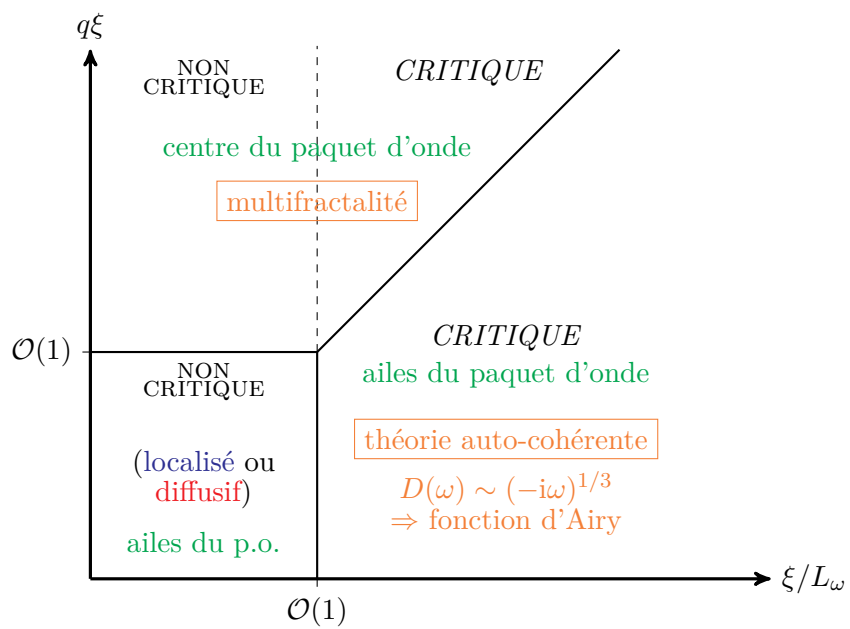 qξ
NON
CRITIQUE
CRITIQUE
centre du paquet d'onde
multifractalité
O(1)
CRITIQUE
ailes du paquet d'onde
NON
CRITIQUE
théorie auto-cohérente
(localisé ou
diffusif)
D(ω) ∼ (−iω)^{1/3}
⇒ fonction d'Airy
ailes du p.o.
ξ/L_ω
O(1)